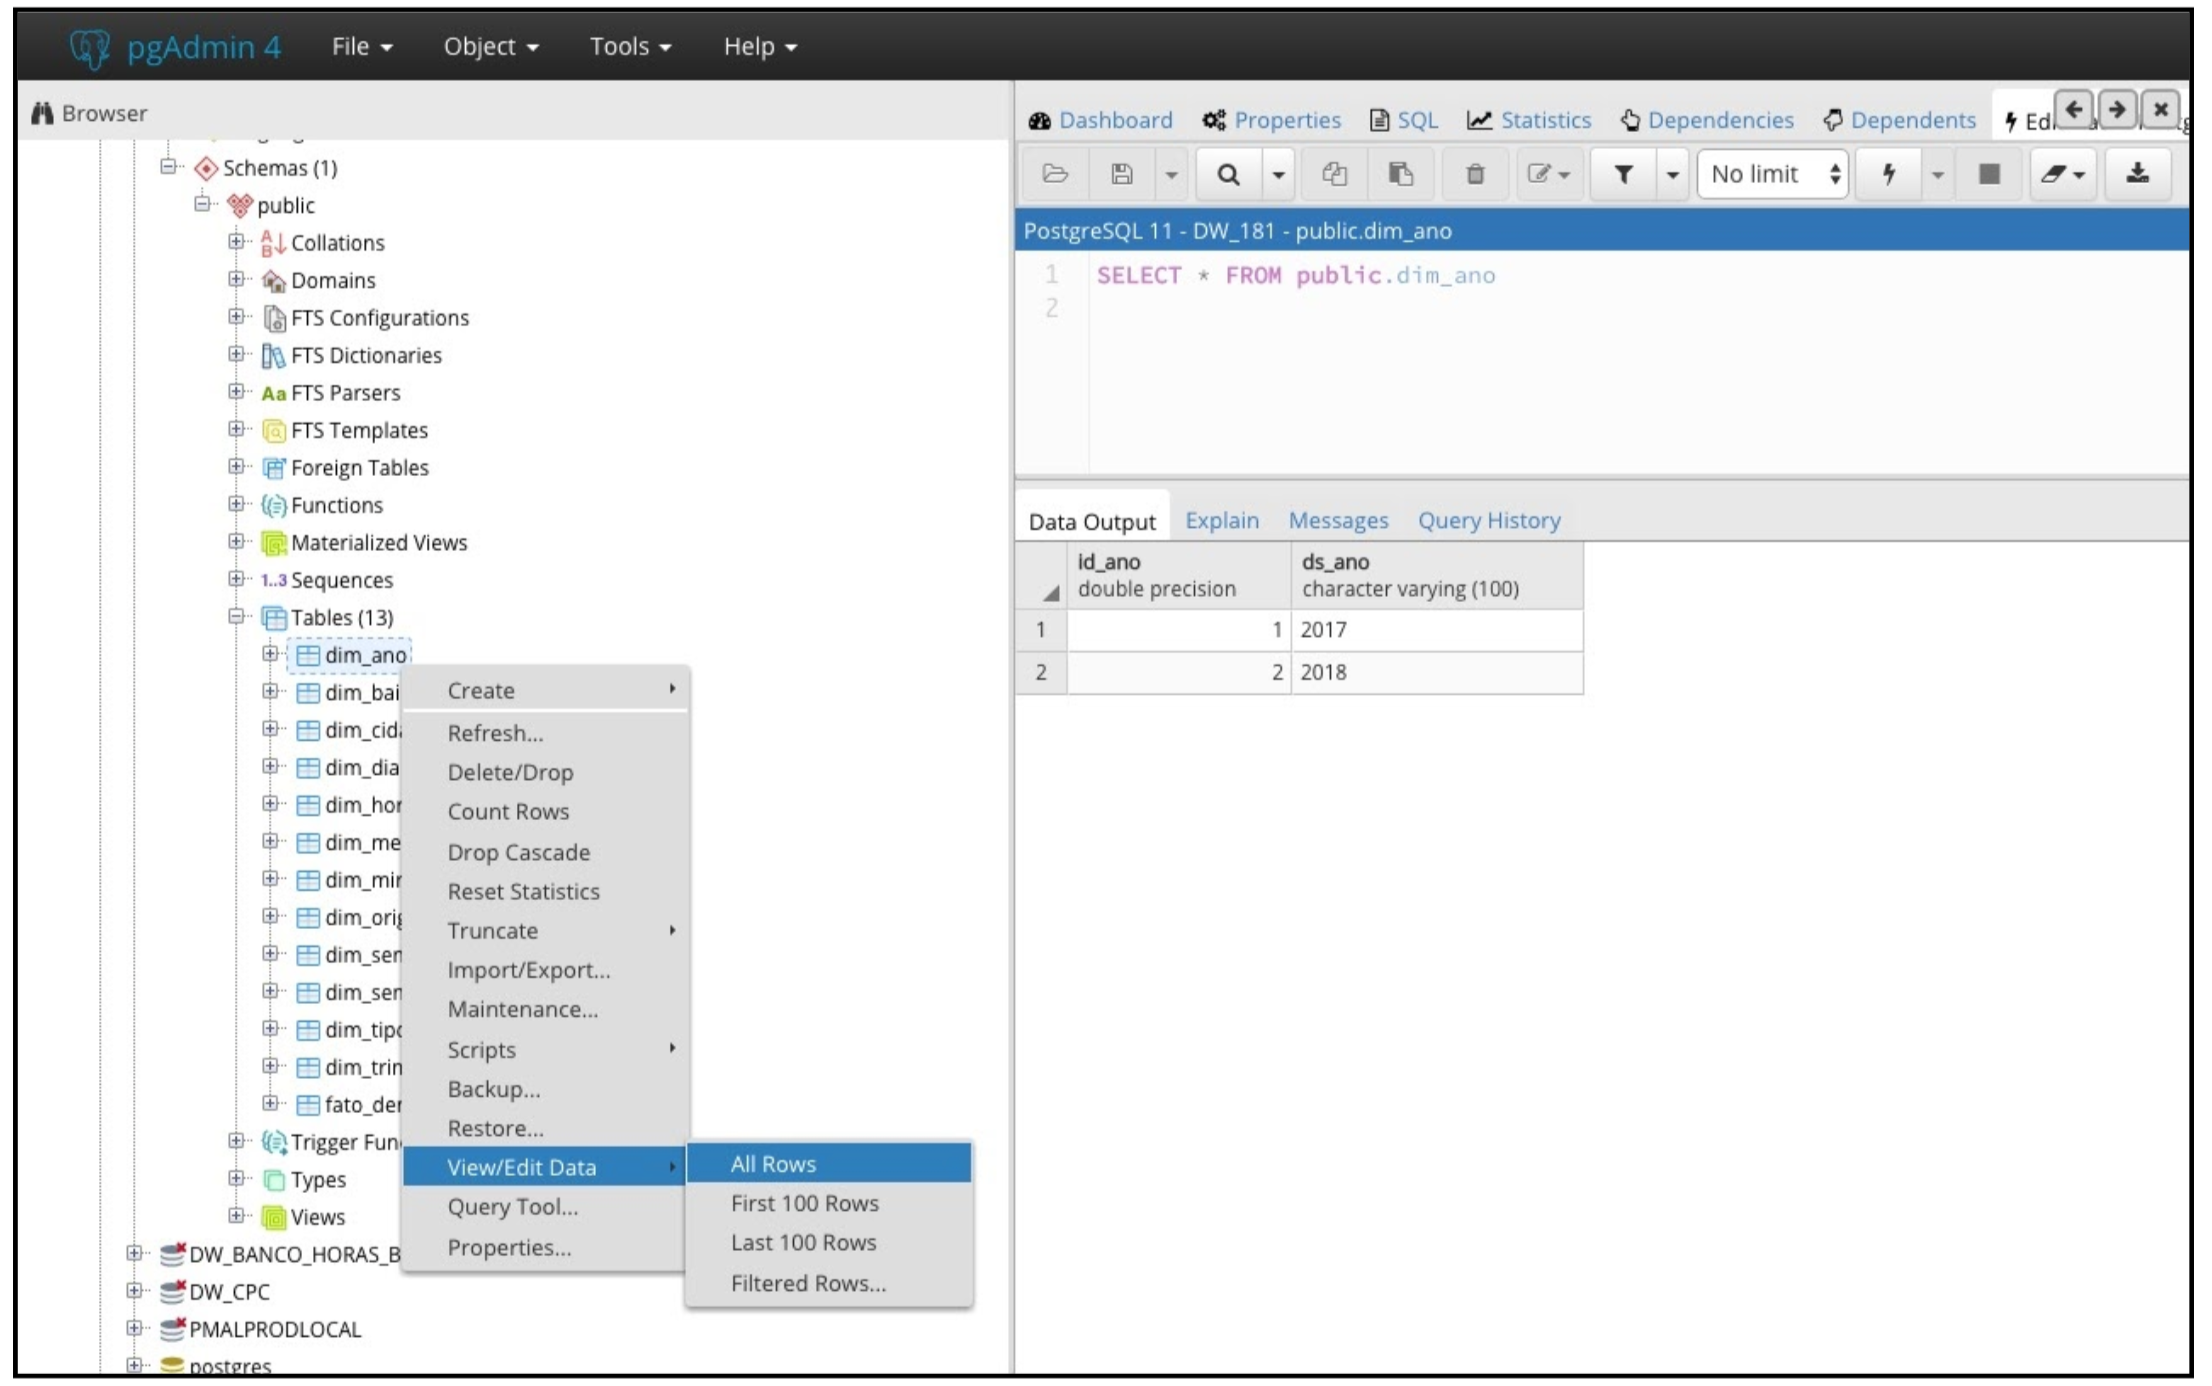 pgAdmin 4 File Object Tools Help
Browser
Schemas (1)
public
A
B
Collations
Domains
FTS Configurations
FTS Dictionaries
Aa FTS Parsers
FTS Templates
Foreign Tables
Functions
Materialized Views
1..3 Sequences
Tables (13)
dim_ano
dim_bai
dim_cid
dim_dia
dim_hor
dim_me
dim_mir
dim_orig
dim_sen
dim_sen
dim_tipo
dim_trin
fato_der
Trigger Fun
Types
Views
DW_BANCO_HORAS_B
DW_CPC
PMALPRODLOCAL
postgres
Create
Refresh...
Delete/Drop
Count Rows
Drop Cascade
Reset Statistics
Truncate
Import/Export...
Maintenance...
Scripts
Backup...
Restore...
View/Edit Data
Query Tool...
Properties...
All Rows
First 100 Rows
Last 100 Rows
Filtered Rows...
Dashboard Properties SQL Statistics Dependencies Dependents Ed
No limit
PostgreSQL 11 - DW_181 - public.dim_ano
1 SELECT * FROM public.dim_ano
2
Data Output Explain Messages Query History
id_ano ds_ano
double precision character varying (100)
1 1 2017
2 2 2018